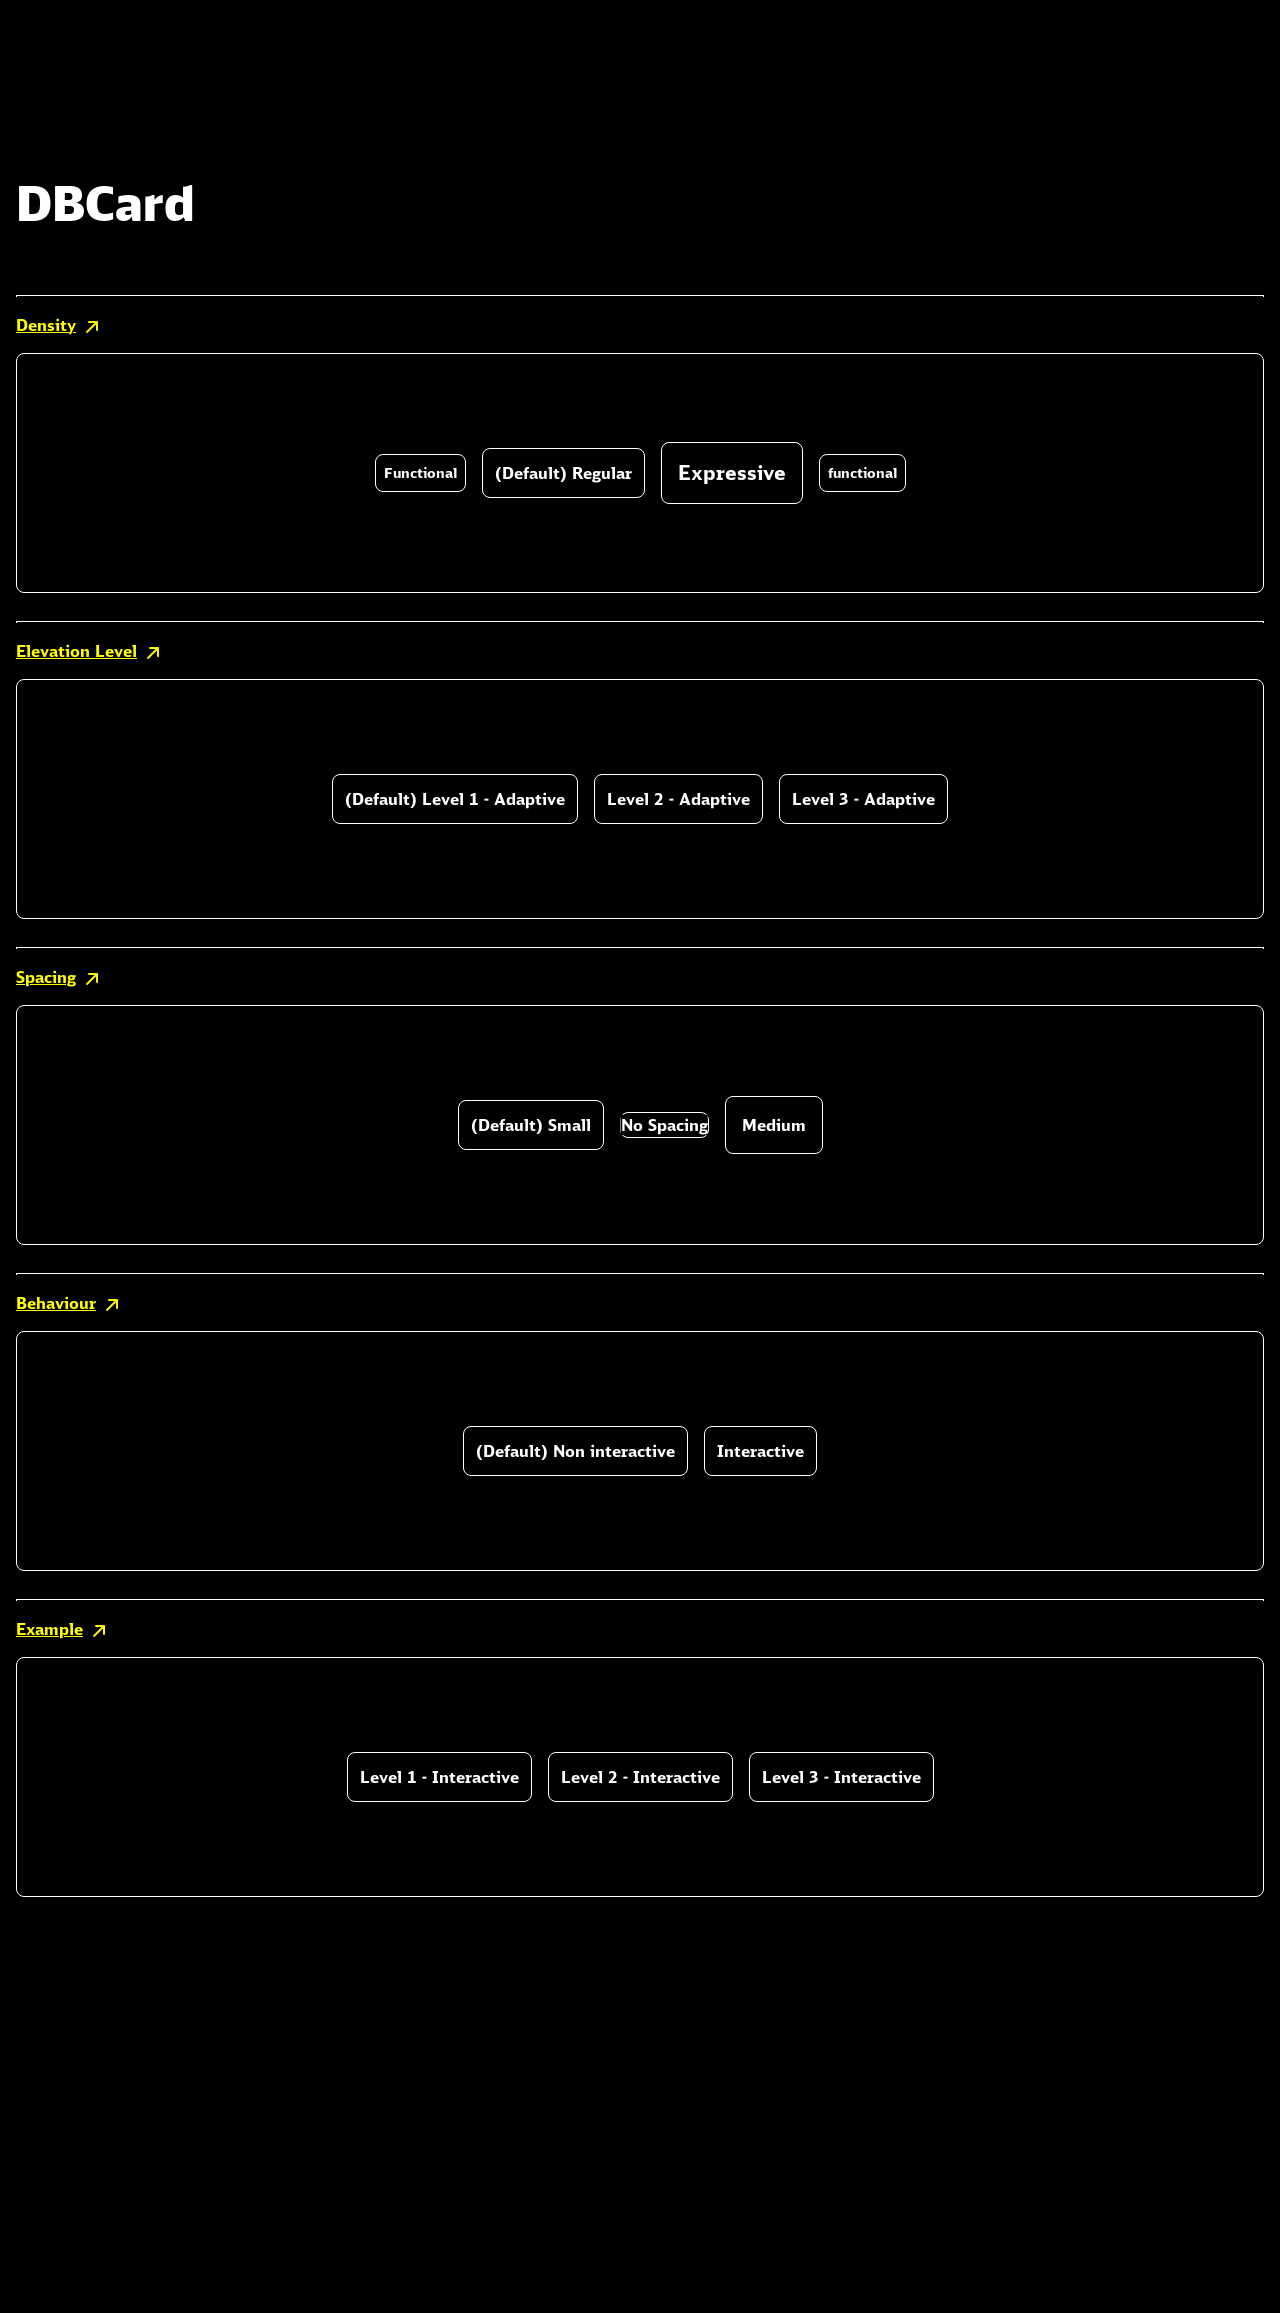 DBCard
Density
Functional (Default) Regular Expressive functional
Elevation Level
(Default) Level 1 - Adaptive Level 2 - Adaptive Level 3 - Adaptive
Spacing
(Default) Small No Spacing Medium
Behaviour
(Default) Non interactive Interactive
Example
Level 1 - Interactive Level 2 - Interactive Level 3 - Interactive